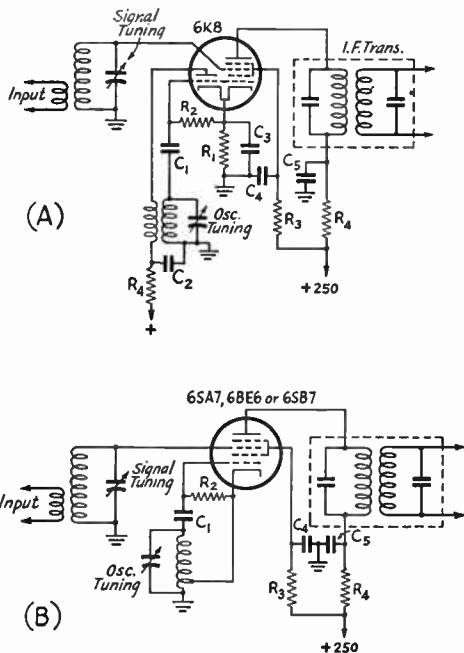 Signal
Tuning
6K8
I.F. Trans.
Input
R2
C3
R1
C1
C4
C5
(A)
Osc.
Tuning
R3
R4
C2
R4
+250
+
6SA7, 6BE6 or 6SB7
Signal
Tuning
Input
R2
C1
C4
C5
Osc.
Tuning
R3
R4
(B)
+250